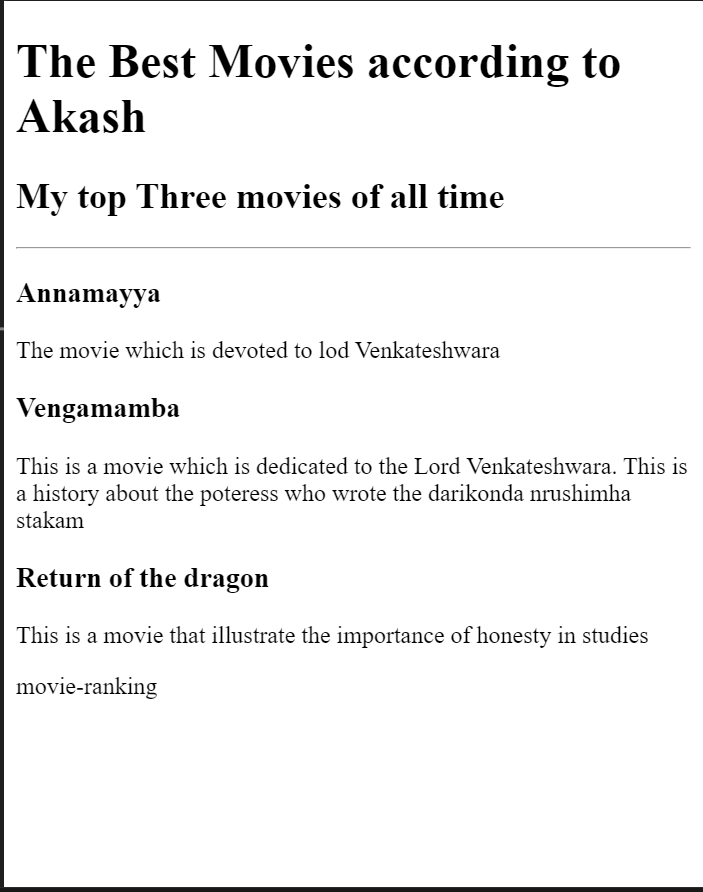 The Best Movies according to
Akash
My top Three movies of all time
Annamayya
The movie which is devoted to lod Venkateshwara
Vengamamba
This is a movie which is dedicated to the Lord Venkateshwara. This is
a history about the poteress who wrote the darikonda nrushimha
stakam
Return of the dragon
This is a movie that illustrate the importance of honesty in studies
movie-ranking